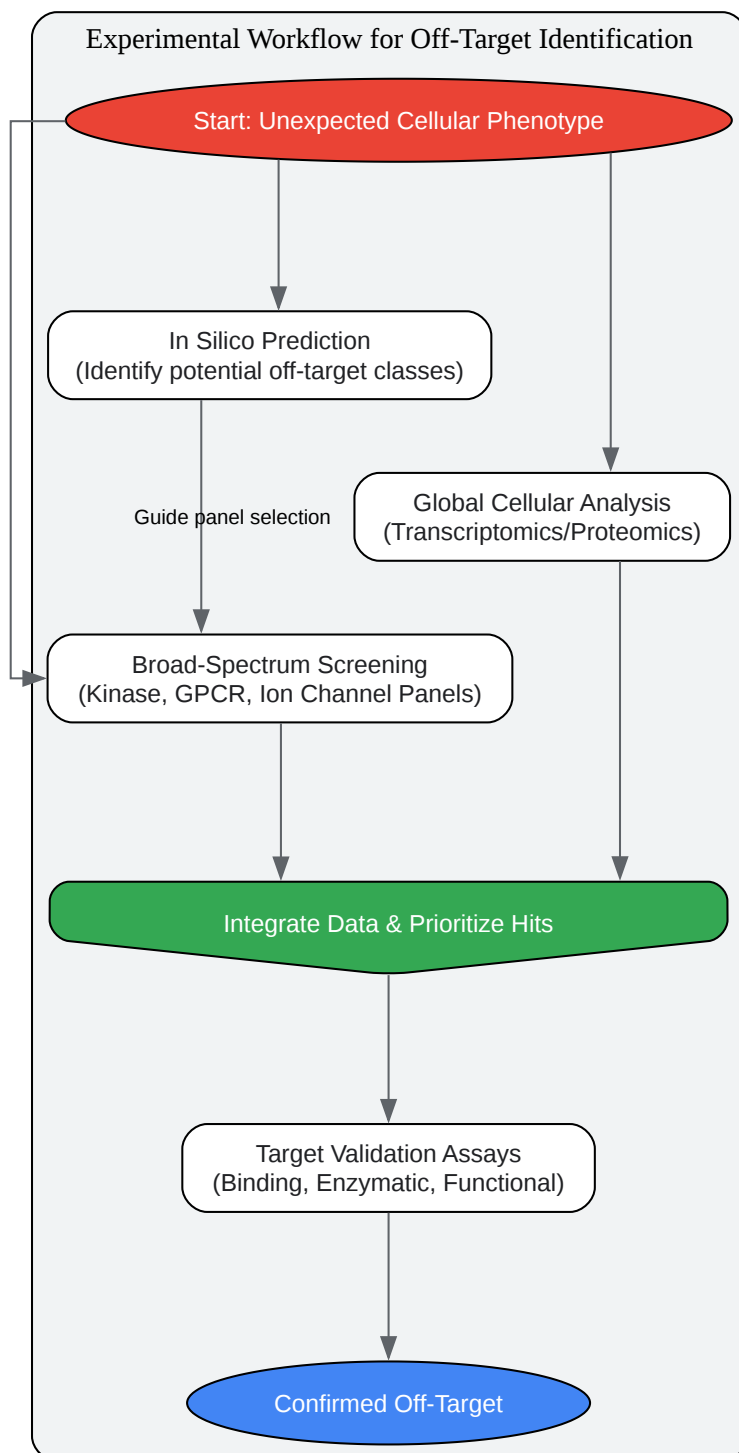 Experimental Workflow for Off-Target Identification
Start: Unexpected Cellular Phenotype
In Silico Prediction
(Identify potential off-target classes)
Global Cellular Analysis
(Transcriptomics/Proteomics)
Guide panel selection
Broad-Spectrum Screening
(Kinase, GPCR, Ion Channel Panels)
Integrate Data & Prioritize Hits
Target Validation Assays
(Binding, Enzymatic, Functional)
Confirmed Off-Target